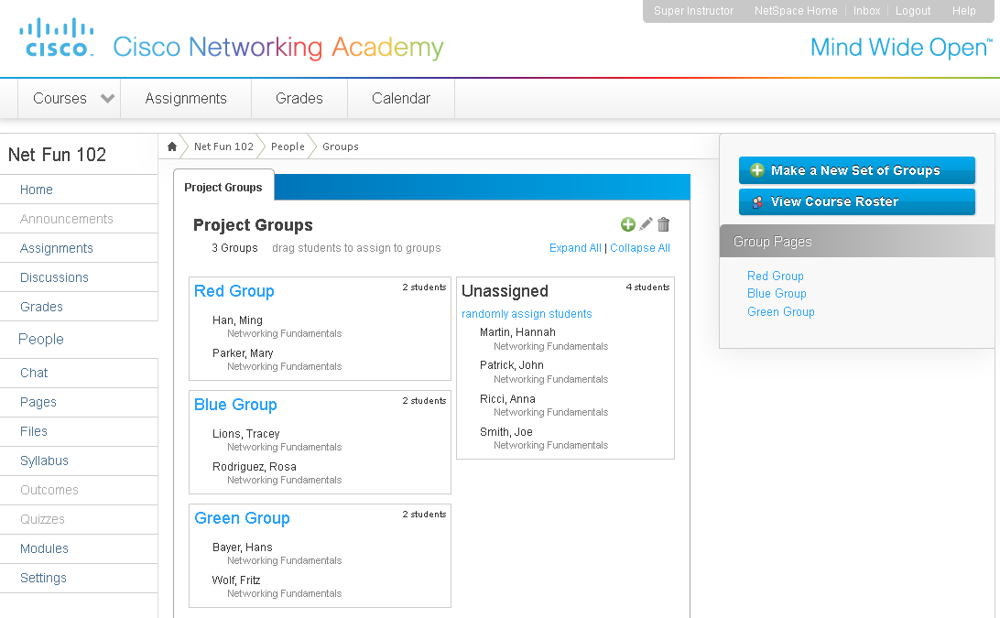 Super Instructor NetSpace Home Inbox Logout Help
CISCO Cisco Networking Academy Mind Wide Open™
Courses Assignments Grades Calendar
Net Fun 102
Home
Announcements
Assignments
Discussions
Grades
People
Chat
Pages
Files
Syllabus
Outcomes
Quizzes
Modules
Settings
Net Fun 102 People Groups
Project Groups
Project Groups
3 Groups drag students to assign to groups Expand All | Collapse All
Red Group 2 students
Han, Ming
Networking Fundamentals
Parker, Mary
Networking Fundamentals
Blue Group 2 students
Lions, Tracey
Networking Fundamentals
Rodriguez, Rosa
Networking Fundamentals
Green Group 2 students
Bayer, Hans
Networking Fundamentals
Wolf, Fritz
Networking Fundamentals
Unassigned 4 students
randomly assign students
Martin, Hannah
Networking Fundamentals
Patrick, John
Networking Fundamentals
Ricci, Anna
Networking Fundamentals
Smith, Joe
Networking Fundamentals
Make a New Set of Groups
View Course Roster
Group Pages
Red Group
Blue Group
Green Group